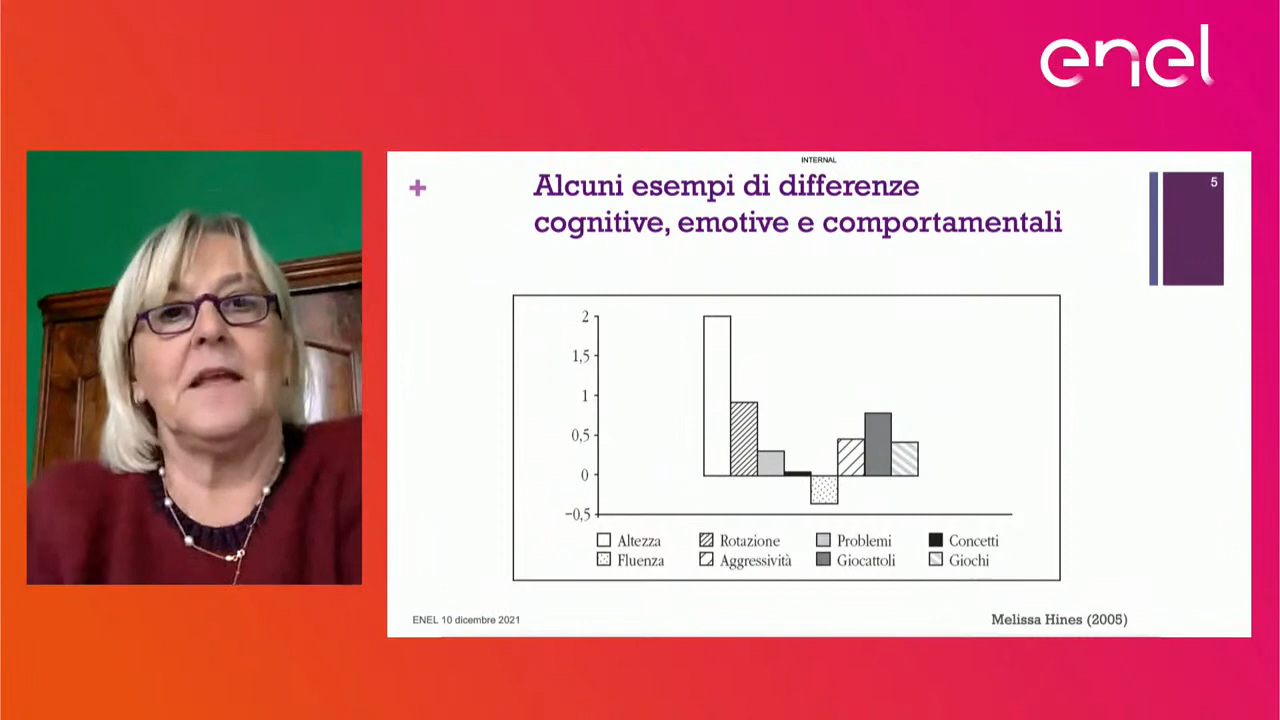 enel
INTERNAL
+ Alcuni esempi di differenze
cognitive, emotive e comportamentali
5
2
1,5
1
0,5
0
−0,5
Altezza Rotazione Problemi Concetti
Fluenza Aggressività Giocattoli Giochi
ENEL 10 dicembre 2021
Melissa Hines (2005)